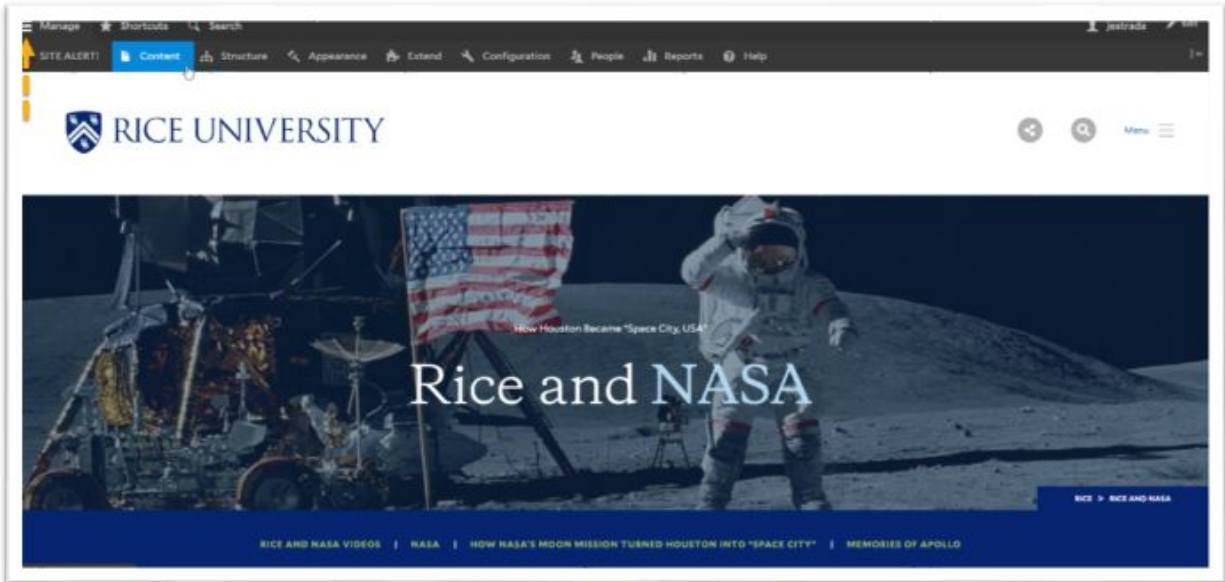 Manage Shortcuts Search jestrada Edit
SITE ALERT! Content Structure Appearance Extend Configuration People Reports Help
RICE UNIVERSITY
Menu
How Houston Became "Space City, USA"
Rice and NASA
RICE > RICE AND NASA
RICE AND NASA VIDEOS | NASA | HOW NASA'S MOON MISSION TURNED HOUSTON INTO "SPACE CITY" | MEMORIES OF APOLLO